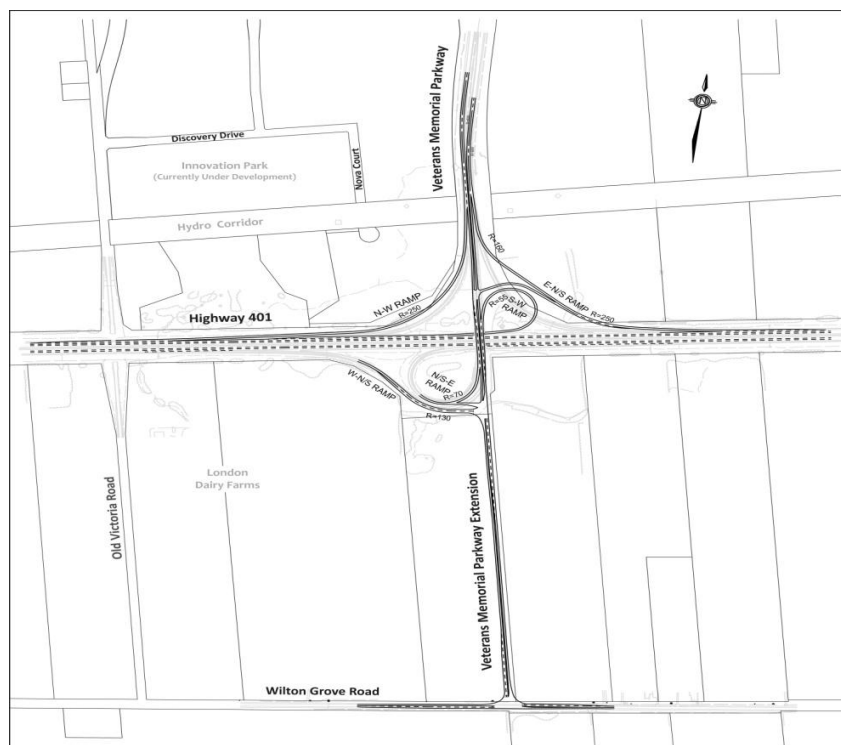 Veterans Memorial Parkway
N
Discovery Drive
Innovation Park
(Currently Under Development)
Nova Court
Hydro Corridor
R=160
E-N/S RAMP
R=250
N-W RAMP
R=250
Highway 401
R=55
S-W
RAMP
W-N/S RAMP
N/S-E
RAMP
R=70
R=130
London
Dairy Farms
Old Victoria Road
Veterans Memorial Parkway Extension
Wilton Grove Road